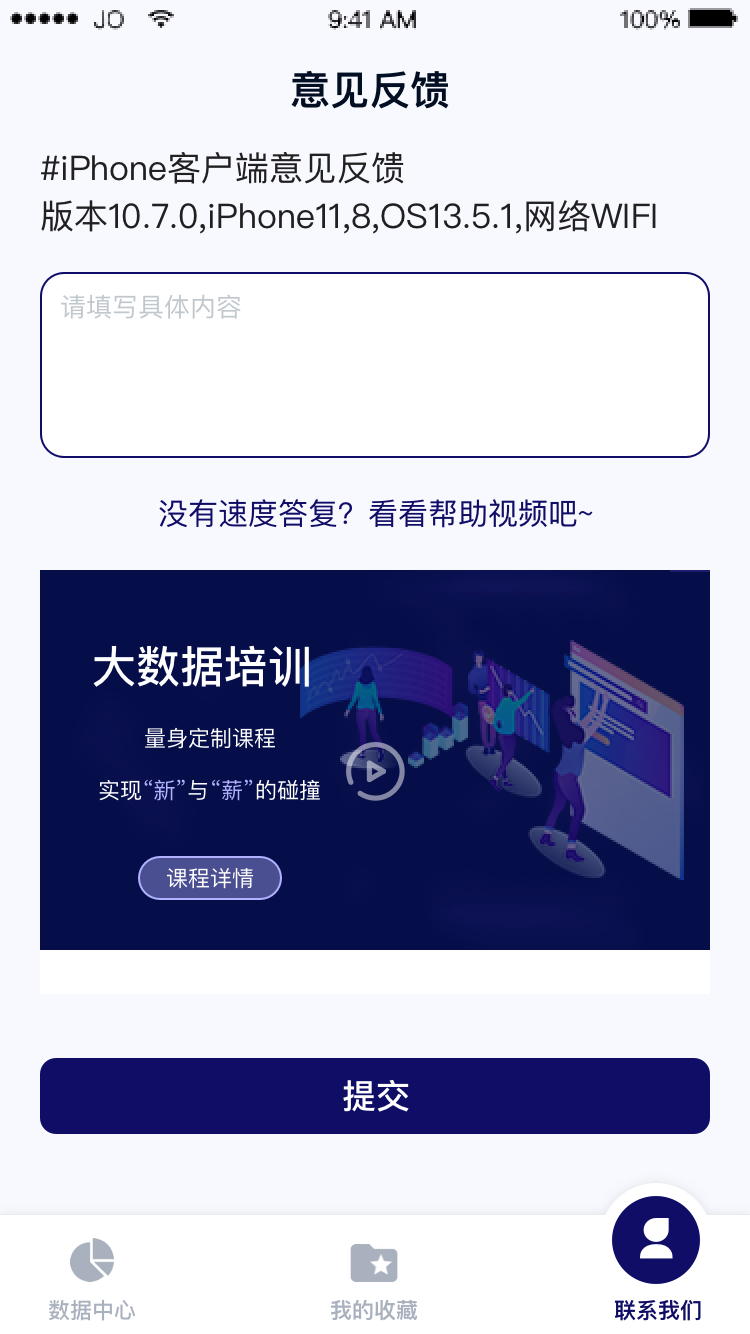 JO 9:41 AM 100%
意见反馈
#iPhone客户端意见反馈
版本10.7.0,iPhone11,8,OS13.5.1,网络WIFI
请填写具体内容
没有速度答复？看看帮助视频吧~
大数据培训
量身定制课程
实现“新”与“薪”的碰撞
课程详情
提交
数据中心 我的收藏 联系我们